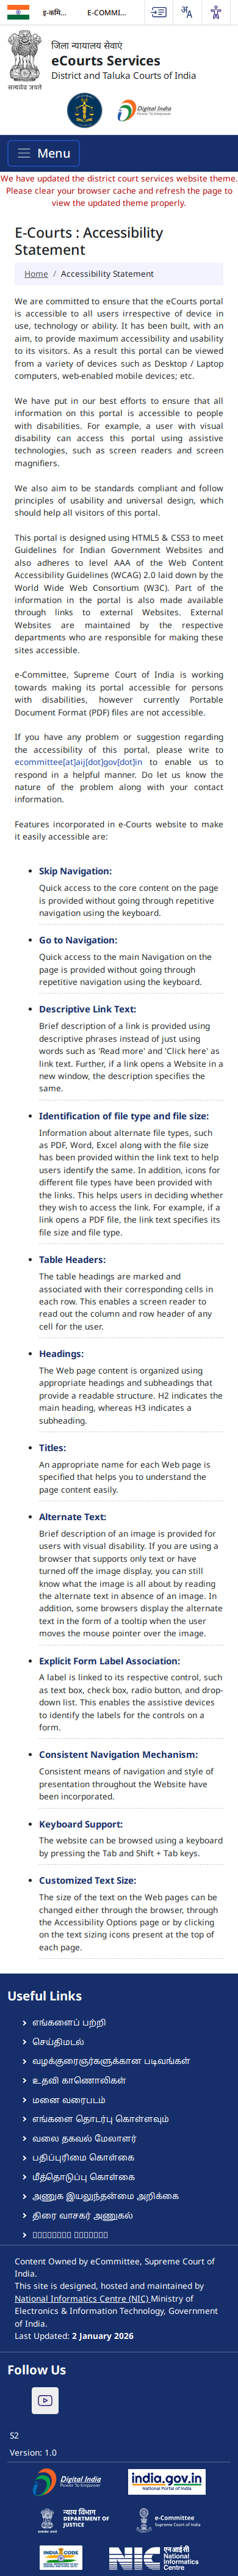 इ-कमि...
E-COMMI...
सत्यमेव जयते
जिला न्यायालय सेवाएं
eCourts Services
District and Taluka Courts of India
Digital India
Power To Empower
Menu
We have updated the district court services website theme.
Please clear your browser cache and refresh the page to
view the updated theme properly.
E-Courts : Accessibility
Statement
Home / Accessibility Statement
We are committed to ensure that the eCourts portal
is accessible to all users irrespective of device in
use, technology or ability. It has been built, with an
aim, to provide maximum accessibility and usability
to its visitors. As a result this portal can be viewed
from a variety of devices such as Desktop / Laptop
computers, web-enabled mobile devices; etc.
We have put in our best efforts to ensure that all
information on this portal is accessible to people
with disabilities. For example, a user with visual
disability can access this portal using assistive
technologies, such as screen readers and screen
magnifiers.
We also aim to be standards compliant and follow
principles of usability and universal design, which
should help all visitors of this portal.
This portal is designed using HTML5 & CSS3 to meet
Guidelines for Indian Government Websites and
also adheres to level AAA of the Web Content
Accessibility Guidelines (WCAG) 2.0 laid down by the
World Wide Web Consortium (W3C). Part of the
information in the portal is also made available
through links to external Websites. External
Websites are maintained by the respective
departments who are responsible for making these
sites accessible.
e-Committee, Supreme Court of India is working
towards making its portal accessible for persons
with disabilities, however currently Portable
Document Format (PDF) files are not accessible.
If you have any problem or suggestion regarding
the accessibility of this portal, please write to
ecommittee[at]aij[dot]gov[dot]in to enable us to
respond in a helpful manner. Do let us know the
nature of the problem along with your contact
information.
Features incorporated in e-Courts website to make
it easily accessible are:
• Skip Navigation:
Quick access to the core content on the page
is provided without going through repetitive
navigation using the keyboard.
• Go to Navigation:
Quick access to the main Navigation on the
page is provided without going through
repetitive navigation using the keyboard.
• Descriptive Link Text:
Brief description of a link is provided using
descriptive phrases instead of just using
words such as 'Read more' and 'Click here' as
link text. Further, if a link opens a Website in a
new window, the description specifies the
same.
• Identification of file type and file size:
Information about alternate file types, such
as PDF, Word, Excel along with the file size
has been provided within the link text to help
users identify the same. In addition, icons for
different file types have been provided with
the links. This helps users in deciding whether
they wish to access the link. For example, if a
link opens a PDF file, the link text specifies its
file size and file type.
• Table Headers:
The table headings are marked and
associated with their corresponding cells in
each row. This enables a screen reader to
read out the column and row header of any
cell for the user.
• Headings:
The Web page content is organized using
appropriate headings and subheadings that
provide a readable structure. H2 indicates the
main heading, whereas H3 indicates a
subheading.
• Titles:
An appropriate name for each Web page is
specified that helps you to understand the
page content easily.
• Alternate Text:
Brief description of an image is provided for
users with visual disability. If you are using a
browser that supports only text or have
turned off the image display, you can still
know what the image is all about by reading
the alternate text in absence of an image. In
addition, some browsers display the alternate
text in the form of a tooltip when the user
moves the mouse pointer over the image.
• Explicit Form Label Association:
A label is linked to its respective control, such
as text box, check box, radio button, and drop-
down list. This enables the assistive devices
to identify the labels for the controls on a
form.
• Consistent Navigation Mechanism:
Consistent means of navigation and style of
presentation throughout the Website have
been incorporated.
• Keyboard Support:
The website can be browsed using a keyboard
by pressing the Tab and Shift + Tab keys.
• Customized Text Size:
The size of the text on the Web pages can be
changed either through the browser, through
the Accessibility Options page or by clicking
on the text sizing icons present at the top of
each page.
Useful Links
எங்களைப் பற்றி
செய்திமடல்
வழக்குரைஞர்களுக்கான படிவங்கள்
உதவி காணொலிகள்
மனை வரைபடம்
எங்களை தொடர்பு கொள்ளவும்
வலை தகவல் மேலாளர்
பதிப்புரிமை கொள்கை
மீத்தொடுப்பு கொள்கை
அணுக இயலுந்தன்மை அறிக்கை
திரை வாசகர் அணுகல்
Content Owned by eCommittee, Supreme Court of
India.
This site is designed, hosted and maintained by
National Informatics Centre (NIC) Ministry of
Electronics & Information Technology, Government
of India.
Last Updated: 2 January 2026
Follow Us
S2
Version: 1.0
Digital India
Power To Empower
india.gov.in
National Portal of India
न्याय विभाग
DEPARTMENT OF
JUSTICE
e-Committee
Supreme Court of India
INDIA CODE
NIC
एन आई सी
National
Informatics
Centre